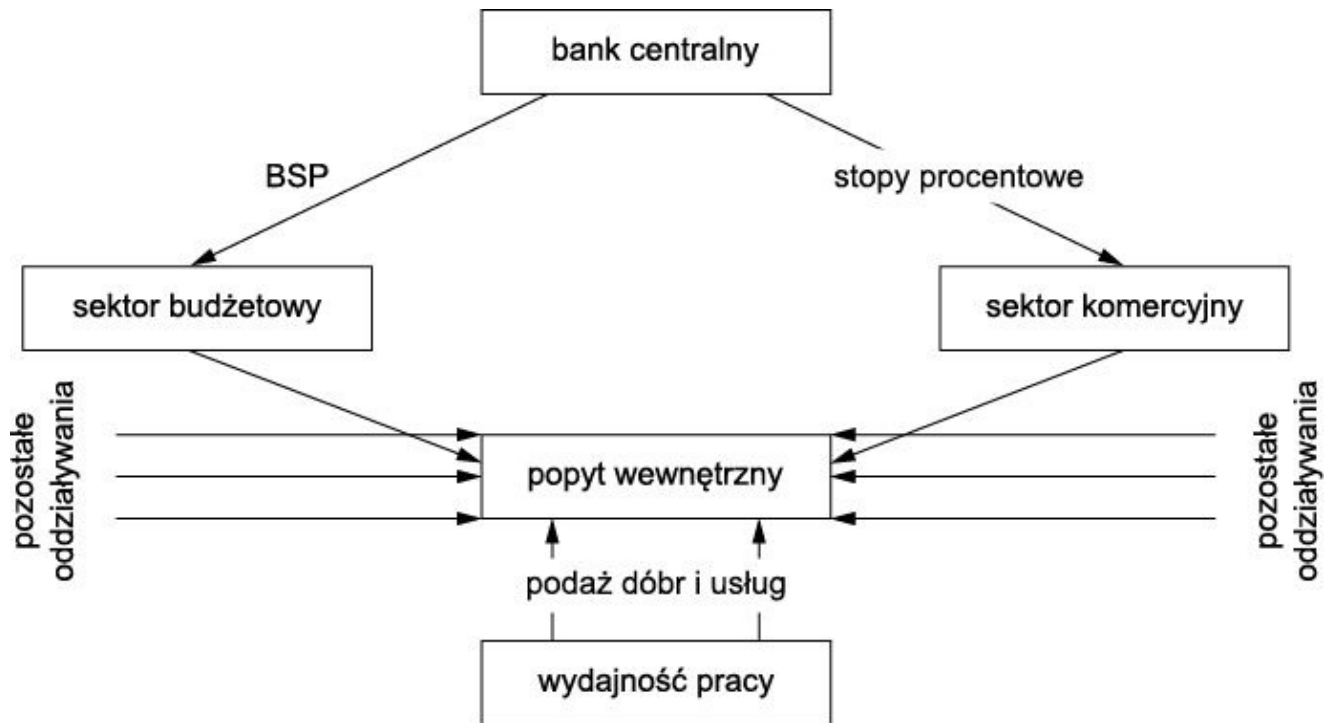 bank centralny
BSP
stopy procentowe
sektor budżetowy
sektor komercyjny
pozostałe
oddziaływania
popyt wewnętrzny
pozostałe
oddziaływania
podaż dóbr i usług
wydajność pracy